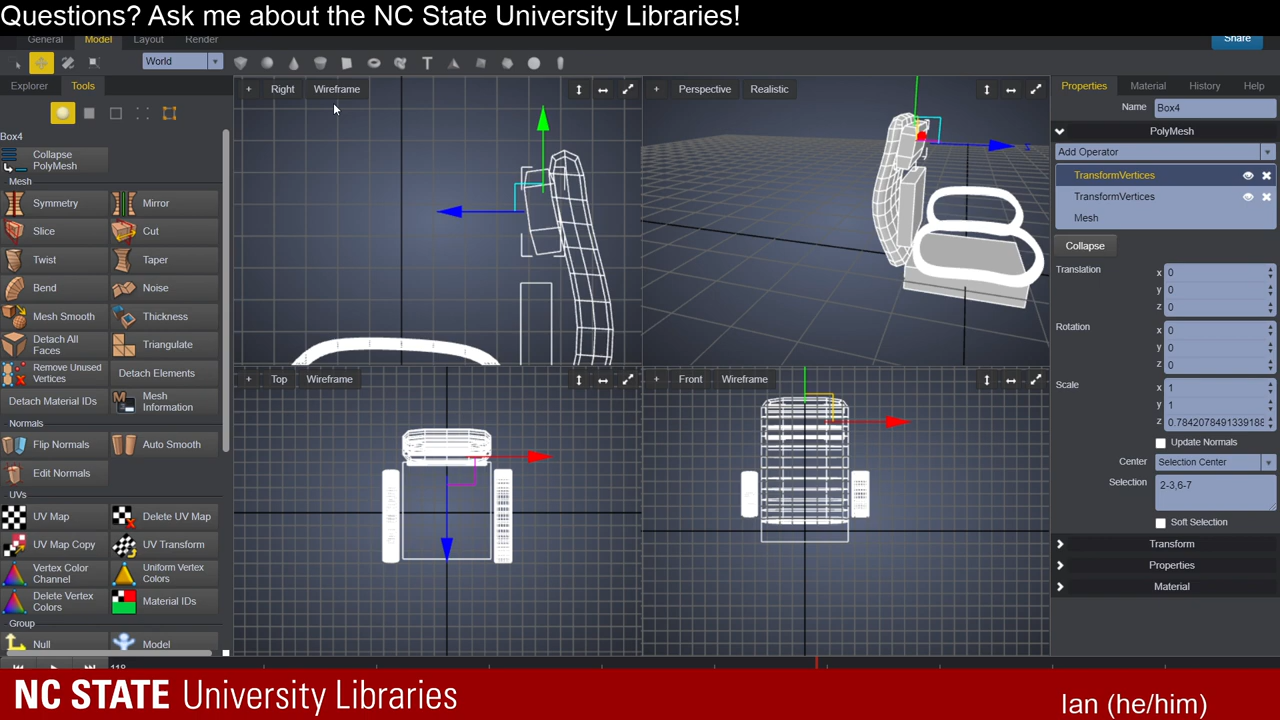 Questions? Ask me about the NC State University Libraries!
General Model Layout Render Share
World
Explorer Tools
+ Right Wireframe
+ Perspective Realistic
Properties Material History Help
Name Box4
Box4
PolyMesh
Collapse PolyMesh
Add Operator
Mesh
TransformVertices
TransformVertices
Mesh
Symmetry Mirror
Slice Cut
Collapse
Twist Taper
Translation x 0
y 0
z 0
Bend Noise
Mesh Smooth Thickness
Rotation x 0
y 0
z 0
Detach All Faces Triangulate
Remove Unused Vertices Detach Elements
+ Top Wireframe
+ Front Wireframe
Scale x 1
y 1
z 0.7842078491339188
Detach Material IDs Mesh Information
Normals
Update Normals
Flip Normals Auto Smooth
Center Selection Center
Edit Normals
Selection 2-3,6-7
UVs
UV Map Delete UV Map
Soft Selection
UV Map Copy UV Transform
Transform
Vertex Color Channel Uniform Vertex Colors
Properties
Delete Vertex Colors Material IDs
Material
Group
Null Model
118
NC STATE University Libraries
Ian (he/him)